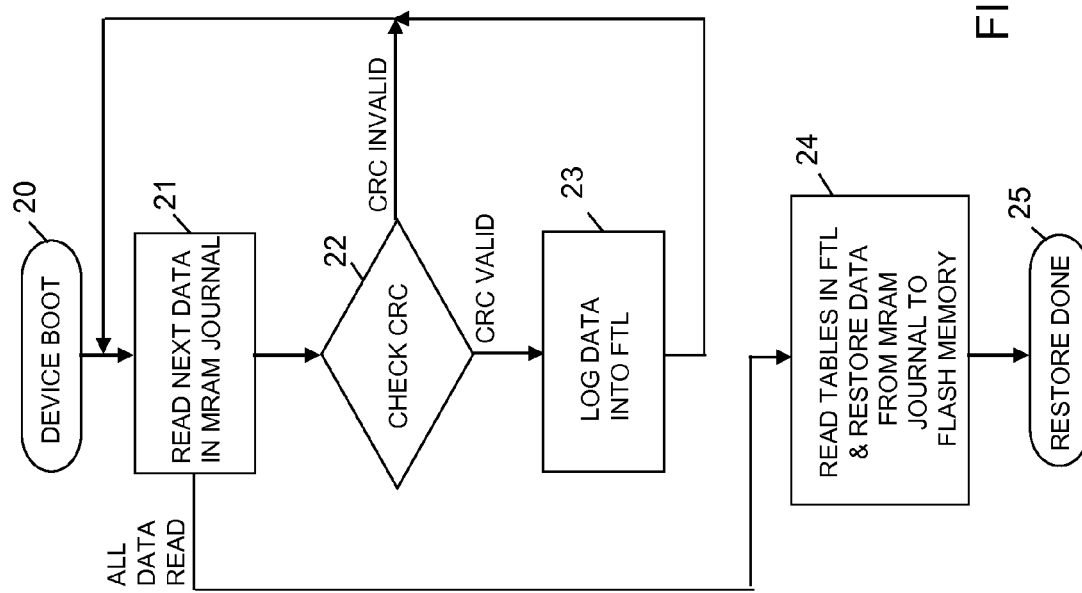 DEVICE BOOT
20
READ NEXT DATA
IN MRAM JOURNAL
21
ALL
DATA
READ
CHECK CRC
22
CRC INVALID
CRC VALID
LOG DATA
INTO FTL
23
READ TABLES IN FTL
& RESTORE DATA
FROM MRAM
JOURNAL TO
FLASH MEMORY
24
RESTORE DONE
25
FI